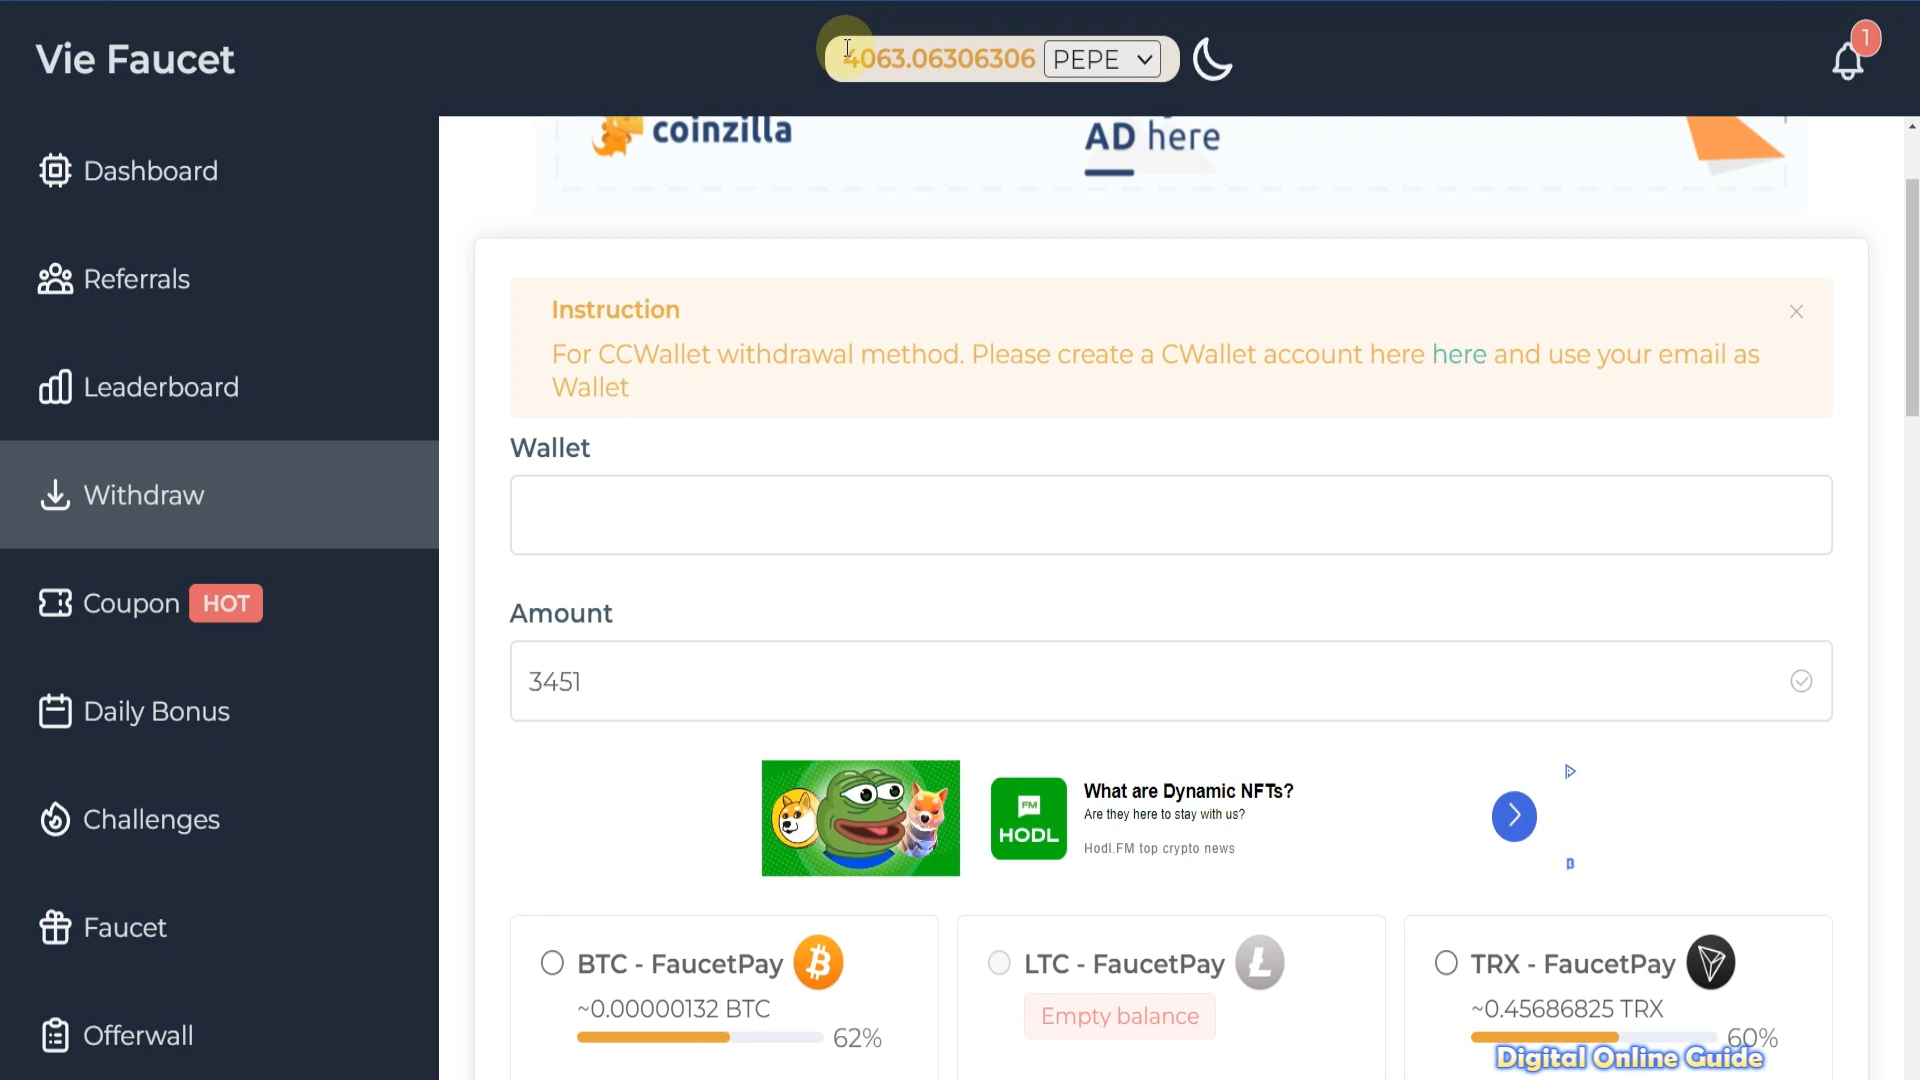 Vie Faucet
4063.06306306 PEPE
1
coinzilla
AD here
Dashboard
Referrals
Leaderboard
Withdraw
Coupon HOT
Daily Bonus
Challenges
Faucet
Offerwall
Instruction
For CCWallet withdrawal method. Please create a CWallet account here here and use your email as
Wallet
Wallet
Amount
3451
FM
HODL
What are Dynamic NFTs?
Are they here to stay with us?
Hodl.FM top crypto news
BTC - FaucetPay
~0.00000132 BTC
62%
LTC - FaucetPay
Empty balance
TRX - FaucetPay
~0.45686825 TRX
60%
Digital Online Guide